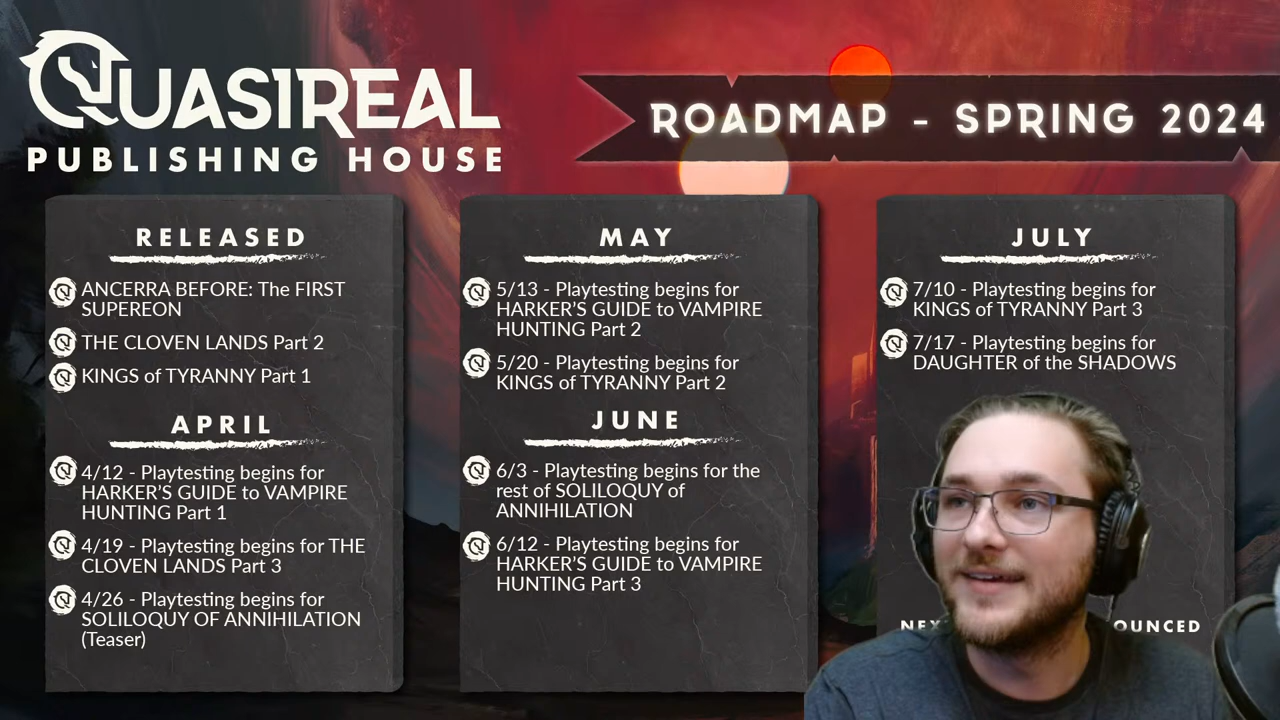 QUASIREAL
PUBLISHING HOUSE
ROADMAP - SPRING 2024
RELEASED
ANCERRA BEFORE: The FIRST
SUPEREON
THE CLOVEN LANDS Part 2
KINGS of TYRANNY Part 1
APRIL
4/12 - Playtesting begins for
HARKER'S GUIDE to VAMPIRE
HUNTING Part 1
4/19 - Playtesting begins for THE
CLOVEN LANDS Part 3
4/26 - Playtesting begins for
SOLILOQUY OF ANNIHILATION
(Teaser)
MAY
5/13 - Playtesting begins for
HARKER'S GUIDE to VAMPIRE
HUNTING Part 2
5/20 - Playtesting begins for
KINGS of TYRANNY Part 2
JUNE
6/3 - Playtesting begins for the
rest of SOLILOQUY of
ANNIHILATION
6/12 - Playtesting begins for
HARKER'S GUIDE to VAMPIRE
HUNTING Part 3
JULY
7/10 - Playtesting begins for
KINGS of TYRANNY Part 3
7/17 - Playtesting begins for
DAUGHTER of the SHADOWS